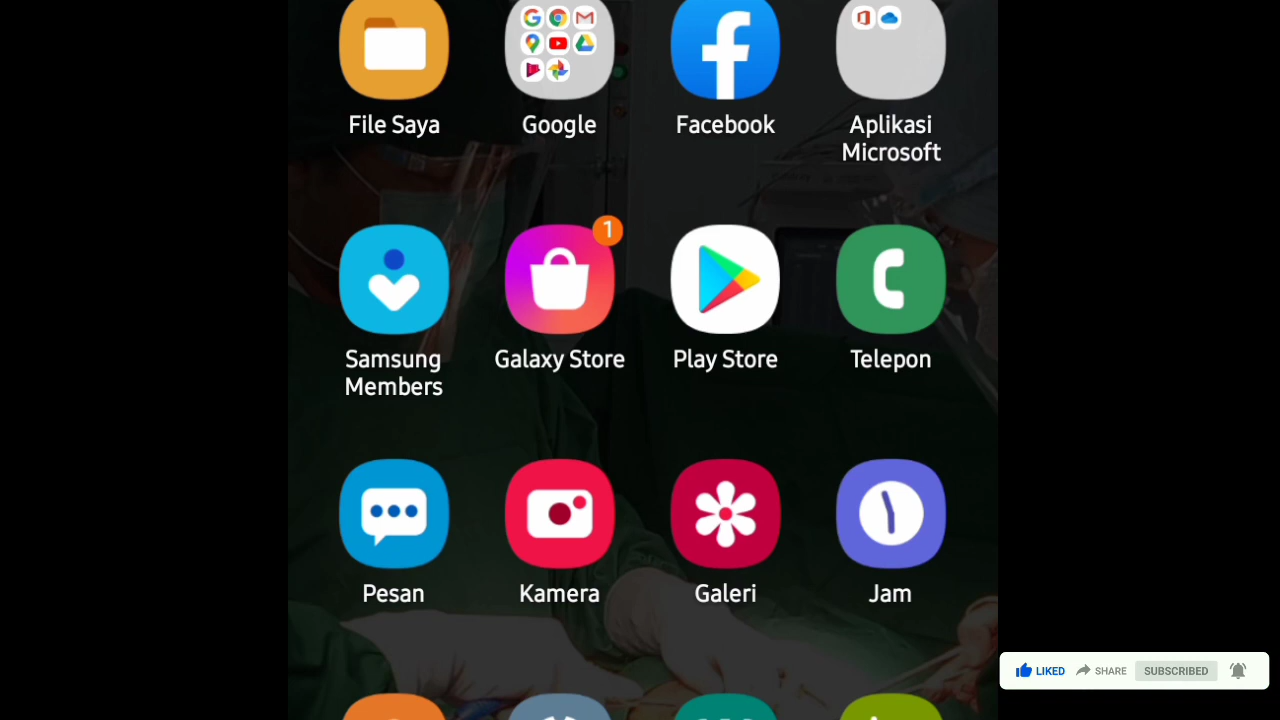 File Saya
Google
Facebook
Aplikasi
Microsoft
1
Samsung
Members
Galaxy Store
Play Store
Telepon
Pesan
Kamera
Galeri
Jam
LIKED
SHARE
SUBSCRIBED